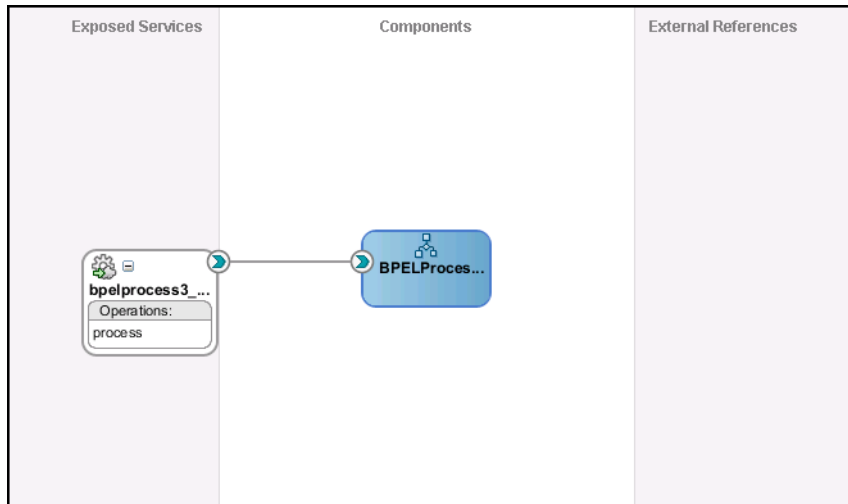 Exposed Services
Components
External References
bpelprocess3_...
Operations:
process
BPELProces...